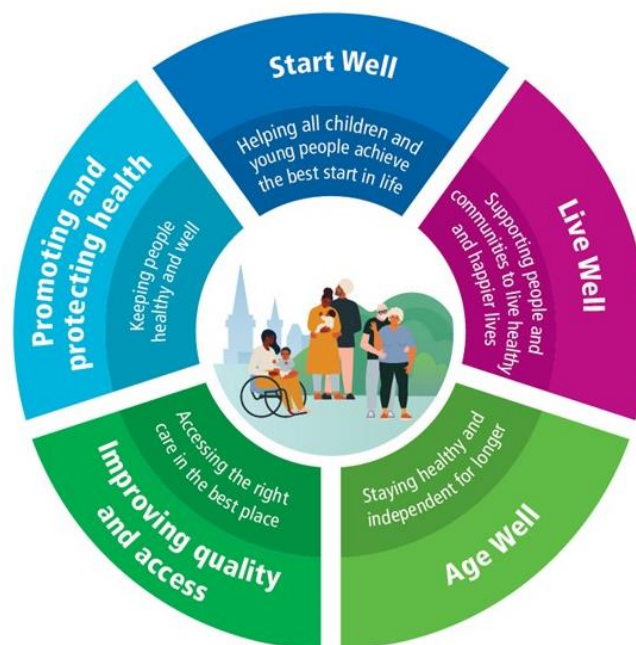 Start Well
Helping all children and
young people achieve
the best start in life
Live Well
Supporting people and
communities to live healthy
and happier lives
Age Well
Staying healthy and
independent for longer
Improving quality
and access
Accessing the right
care in the best place
Promoting and
protecting health
Keeping people
healthy and well